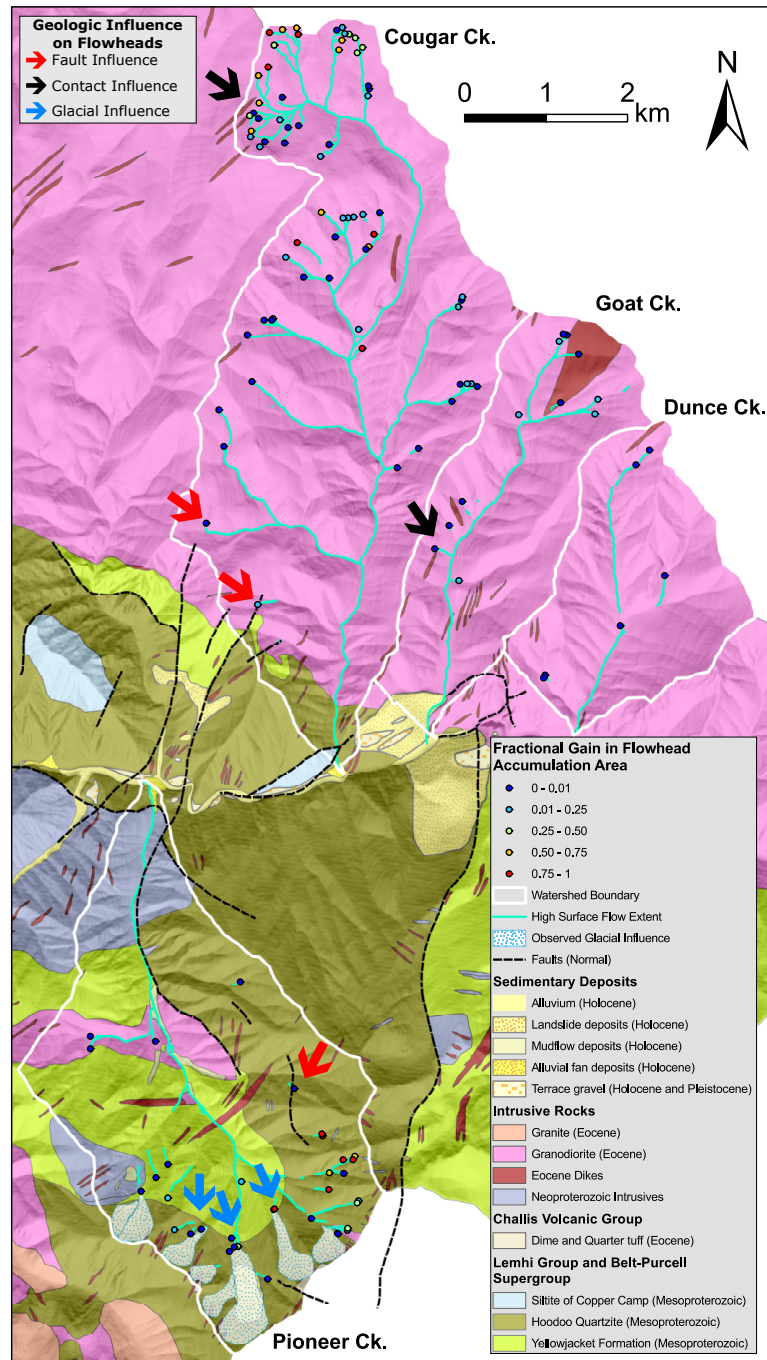 Geologic Influence
on Flowheads
Fault Influence
Contact Influence
Glacial Influence
Cougar Ck.
N
0 1 2
km
Goat Ck.
Dunce Ck.
Fractional Gain in Flowhead
Accumulation Area
0 - 0.01
0.01 - 0.25
0.25 - 0.50
0.50 - 0.75
0.75 - 1
Watershed Boundary
High Surface Flow Extent
Observed Glacial Influence
Faults (Normal)
Sedimentary Deposits
Alluvium (Holocene)
Landslide deposits (Holocene)
Mudflow deposits (Holocene)
Alluvial fan deposits (Holocene)
Terrace gravel (Holocene and Pleistocene)
Intrusive Rocks
Granite (Eocene)
Granodiorite (Eocene)
Eocene Dikes
Neoproterozoic Intrusives
Challis Volcanic Group
Dime and Quarter tuff (Eocene)
Lemhi Group and Belt-Purcell
Supergroup
Siltite of Copper Camp (Mesoproterozoic)
Hoodoo Quartzite (Mesoproterozoic)
Yellowjacket Formation (Mesoproterozoic)
Pioneer Ck.